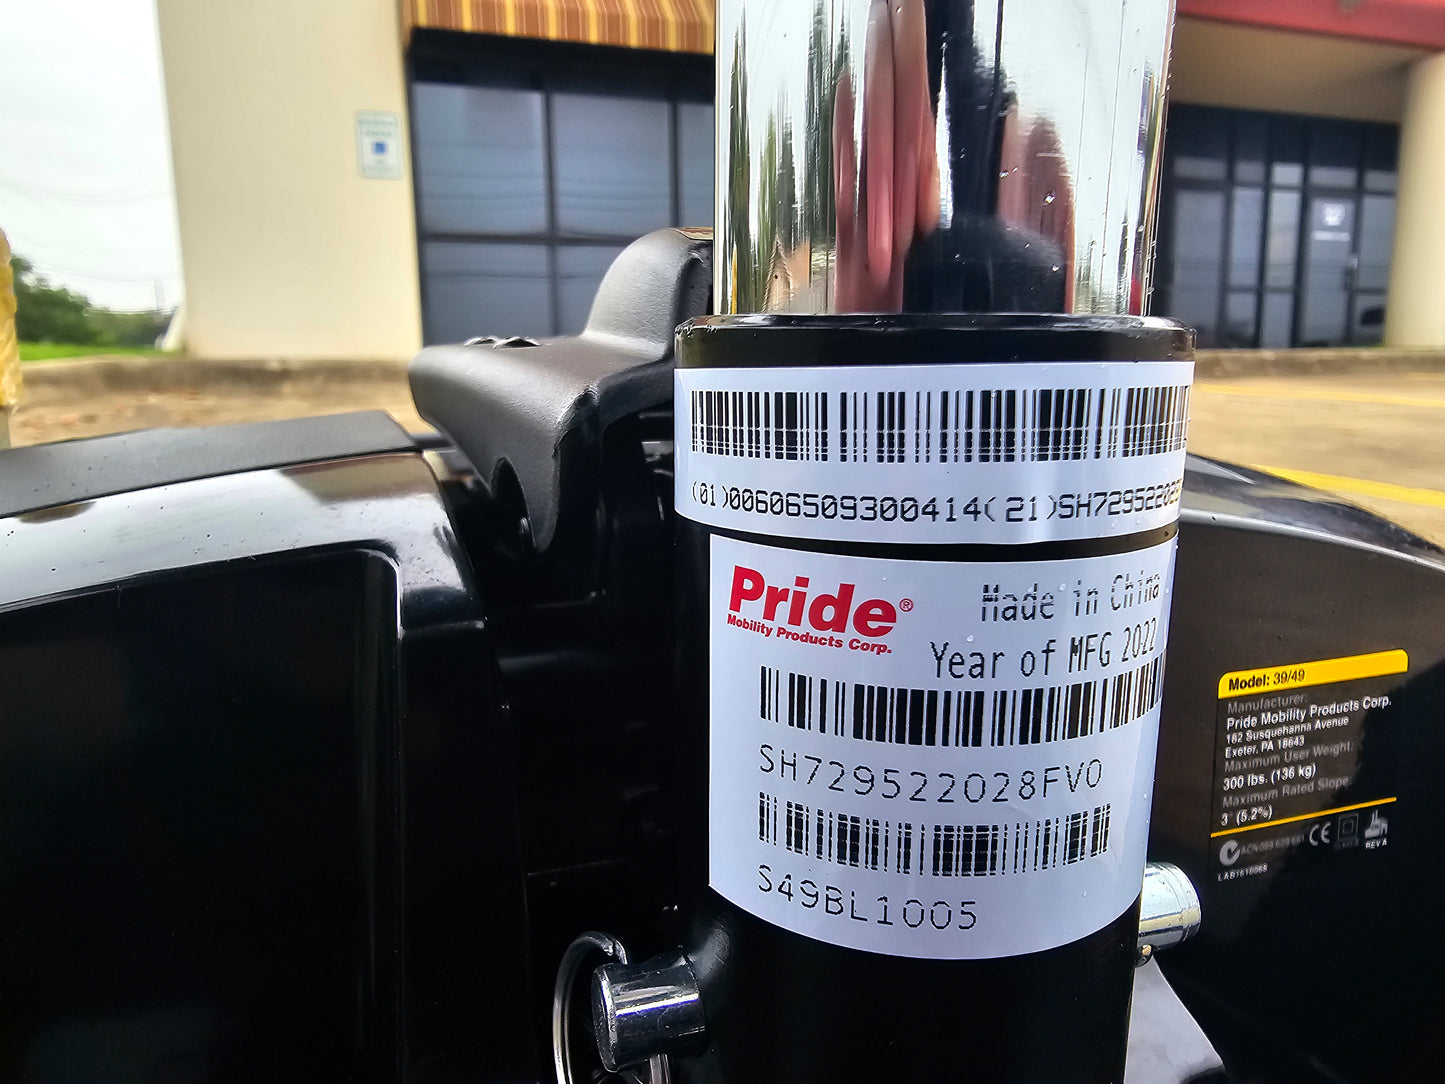 (01)00606509300414(21)SH729522028
Pride®
Mobility Products Corp.
Made in China
Year of MFG 2022
SH729522028FV0
S49BL1005
Model: 39/49
Manufacturer:
Pride Mobility Products Corp.
182 Susquehanna Avenue
Exeter, PA 18643
Maximum User Weight:
300 lbs. (136 kg)
Maximum Rated Slope
3° (5.2%)
CE
REV A